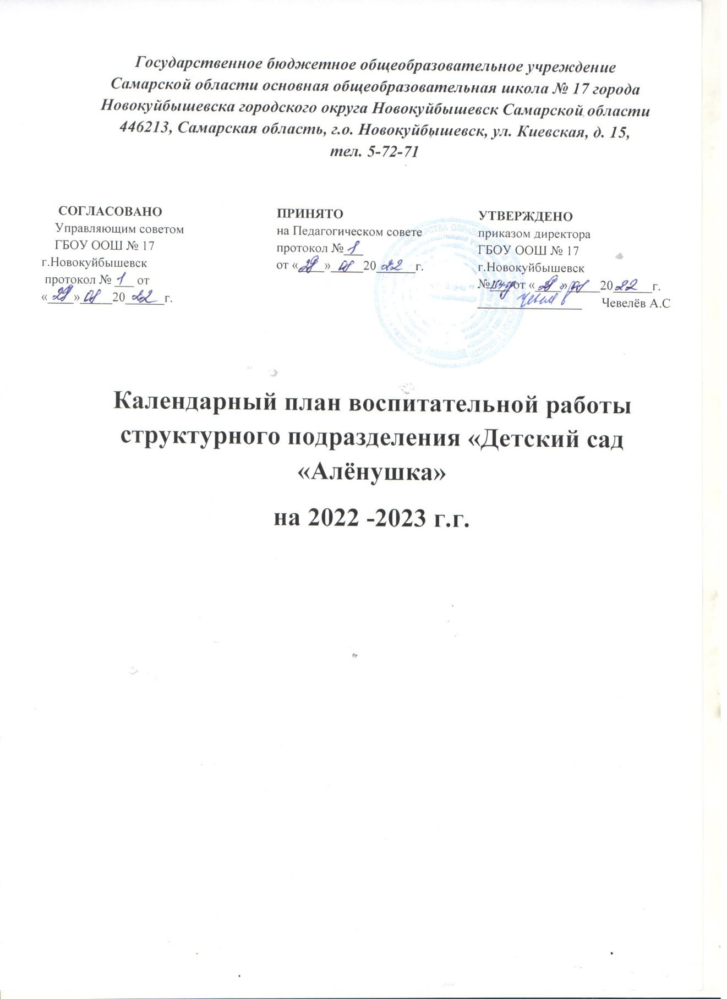 Государственное бюджетное общеобразовательное учреждение
Самарской области основная общеобразовательная школа № 17 города
Новокуйбышевска городского округа Новокуйбышевск Самарской области
446213, Самарская область, г.о. Новокуйбышевск, ул. Киевская, д. 15,
тел. 5-72-71
СОГЛАСОВАНО
Управляющим советом
ГБОУ ООШ № 17
г.Новокуйбышевск
протокол № 1 от
«29» 08 20 22 г.
ПРИНЯТО
на Педагогическом совете
протокол № 1
от «29» 08 20 22 г.
УТВЕРЖДЕНО
приказом директора
ГБОУ ООШ № 17
г.Новокуйбышевск
№ от « » 08 20 22 г.
Чевелёв А.С
Календарный план воспитательной работы
структурного подразделения «Детский сад
«Алёнушка»
на 2022 -2023 г.г.